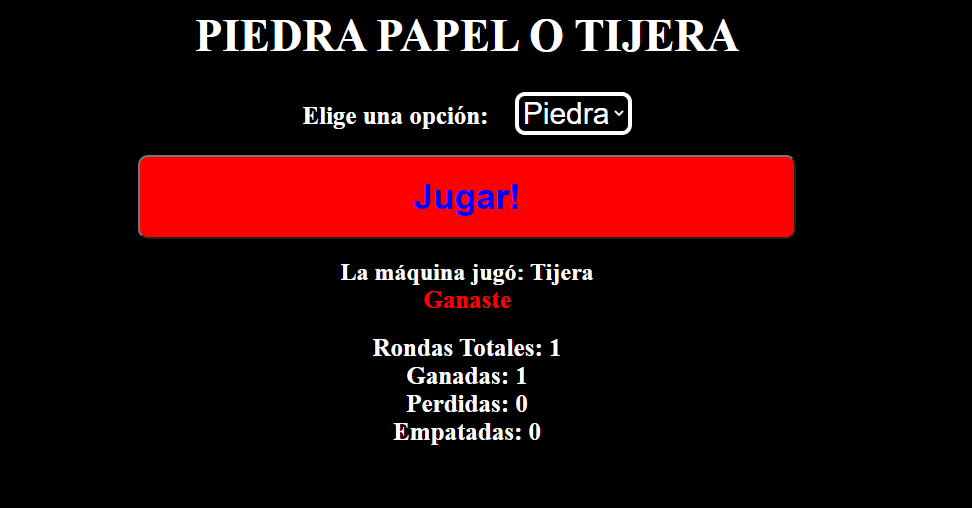 PIEDRA PAPEL O TIJERA
Elige una opción: Piedra
Jugar!
La máquina jugó: Tijera
Ganaste
Rondas Totales: 1
Ganadas: 1
Perdidas: 0
Empatadas: 0